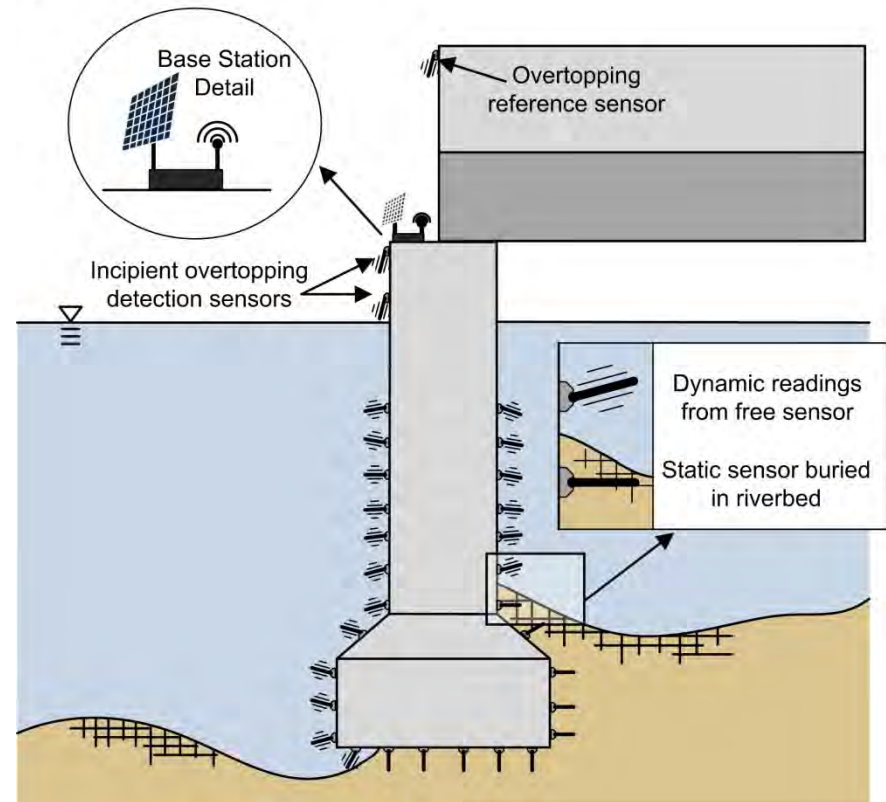 Base Station
Detail
Overtopping
reference sensor
Incipient overtopping
detection sensors
Dynamic readings
from free sensor
Static sensor buried
in riverbed